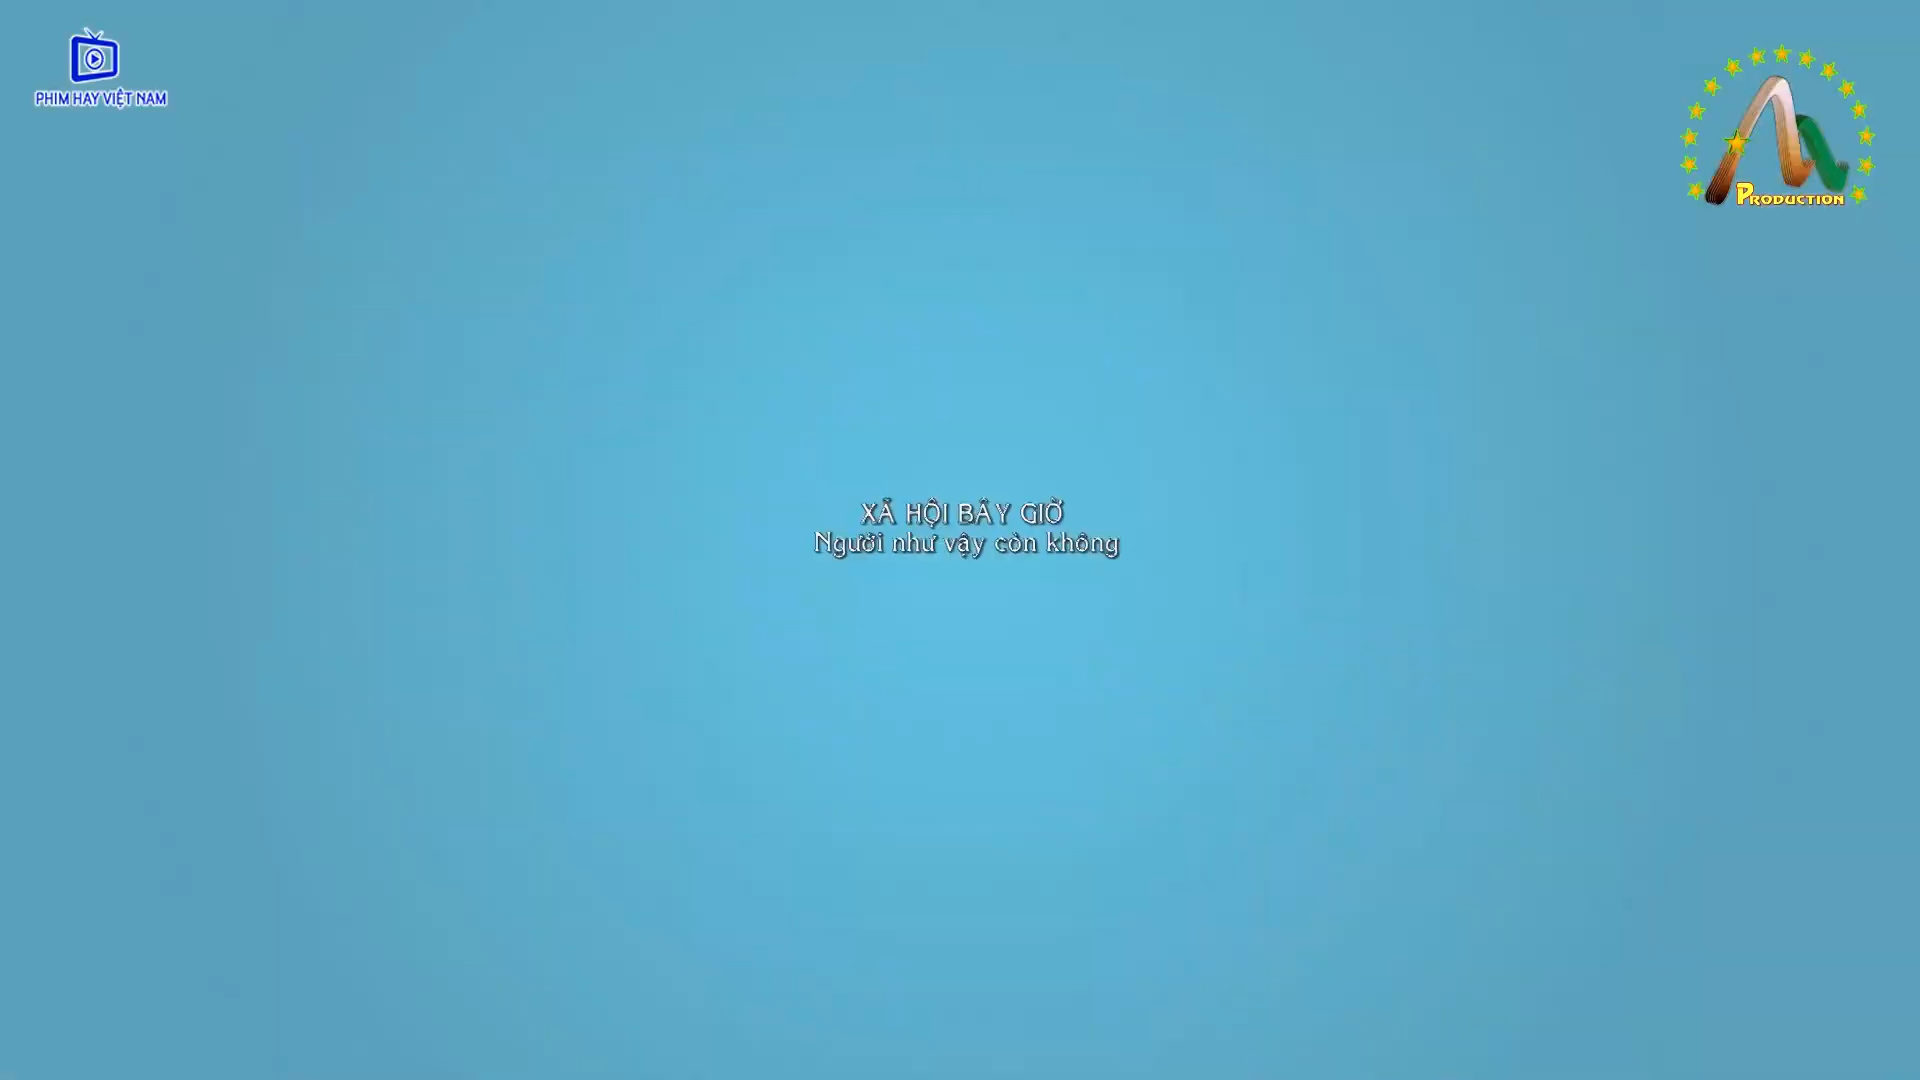 PHIM HAY VIỆT NAM
PRODUCTION
XÃ HỘI BÂY GIỜ
Người như vậy còn không